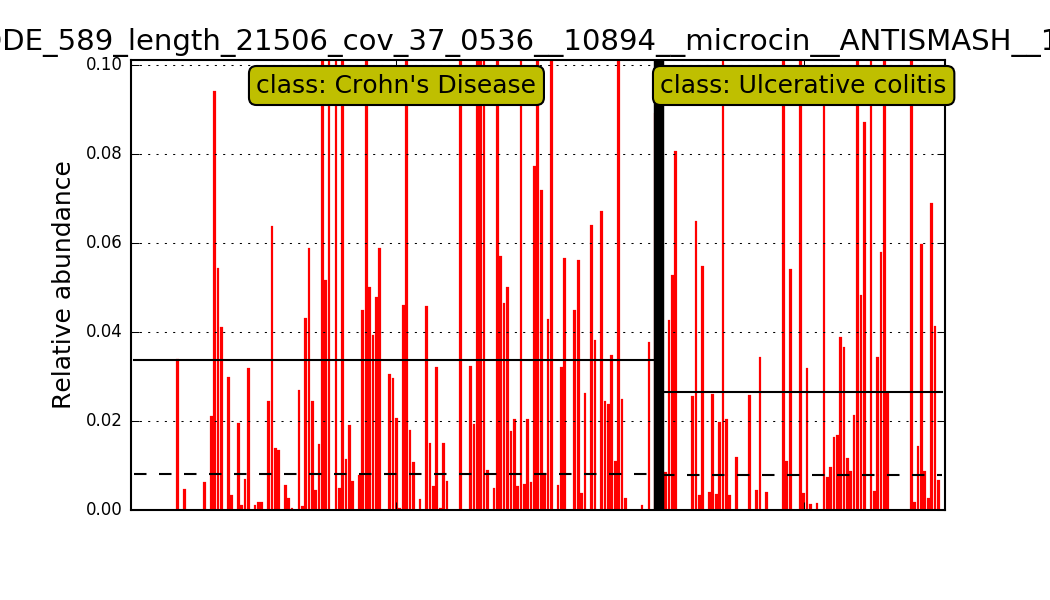 ODE_589_length_21506_cov_37_0536__10894__microcin__ANTISMASH__1
class: Crohn's Disease
class: Ulcerative colitis
Relative abundance
0.10
0.08
0.06
0.04
0.02
0.00